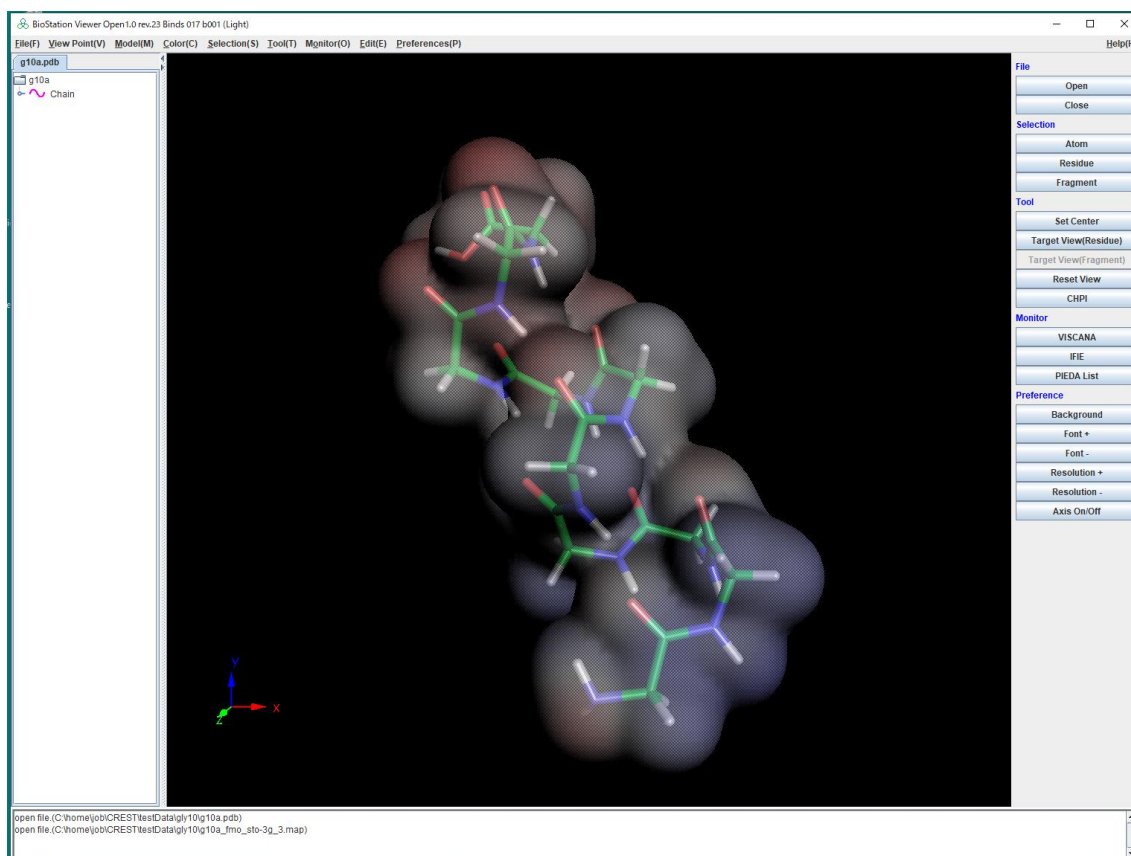 BioStation Viewer Open1.0 rev.23 Binds 017 b001 (Light)
File(F) View Point(V) Model(M) Color(C) Selection(S) Tool(T) Monitor(O) Edit(E) Preferences(P)
g10a.pdb
g10a
Chain
File
Open
Close
Selection
Atom
Residue
Fragment
Tool
Set Center
Target View(Residue)
Target View(Fragment)
Reset View
CHPI
Monitor
VISCANA
IFIE
PIEDA List
Preference
Background
Font +
Font -
Resolution +
Resolution -
Axis On/Off
Y
X
Z
open file.(C:\home\job\CREST\testData\gly10\g10a.pdb)
open file.(C:\home\job\CREST\testData\gly10\g10a_fmo_sto-3g_3.map)